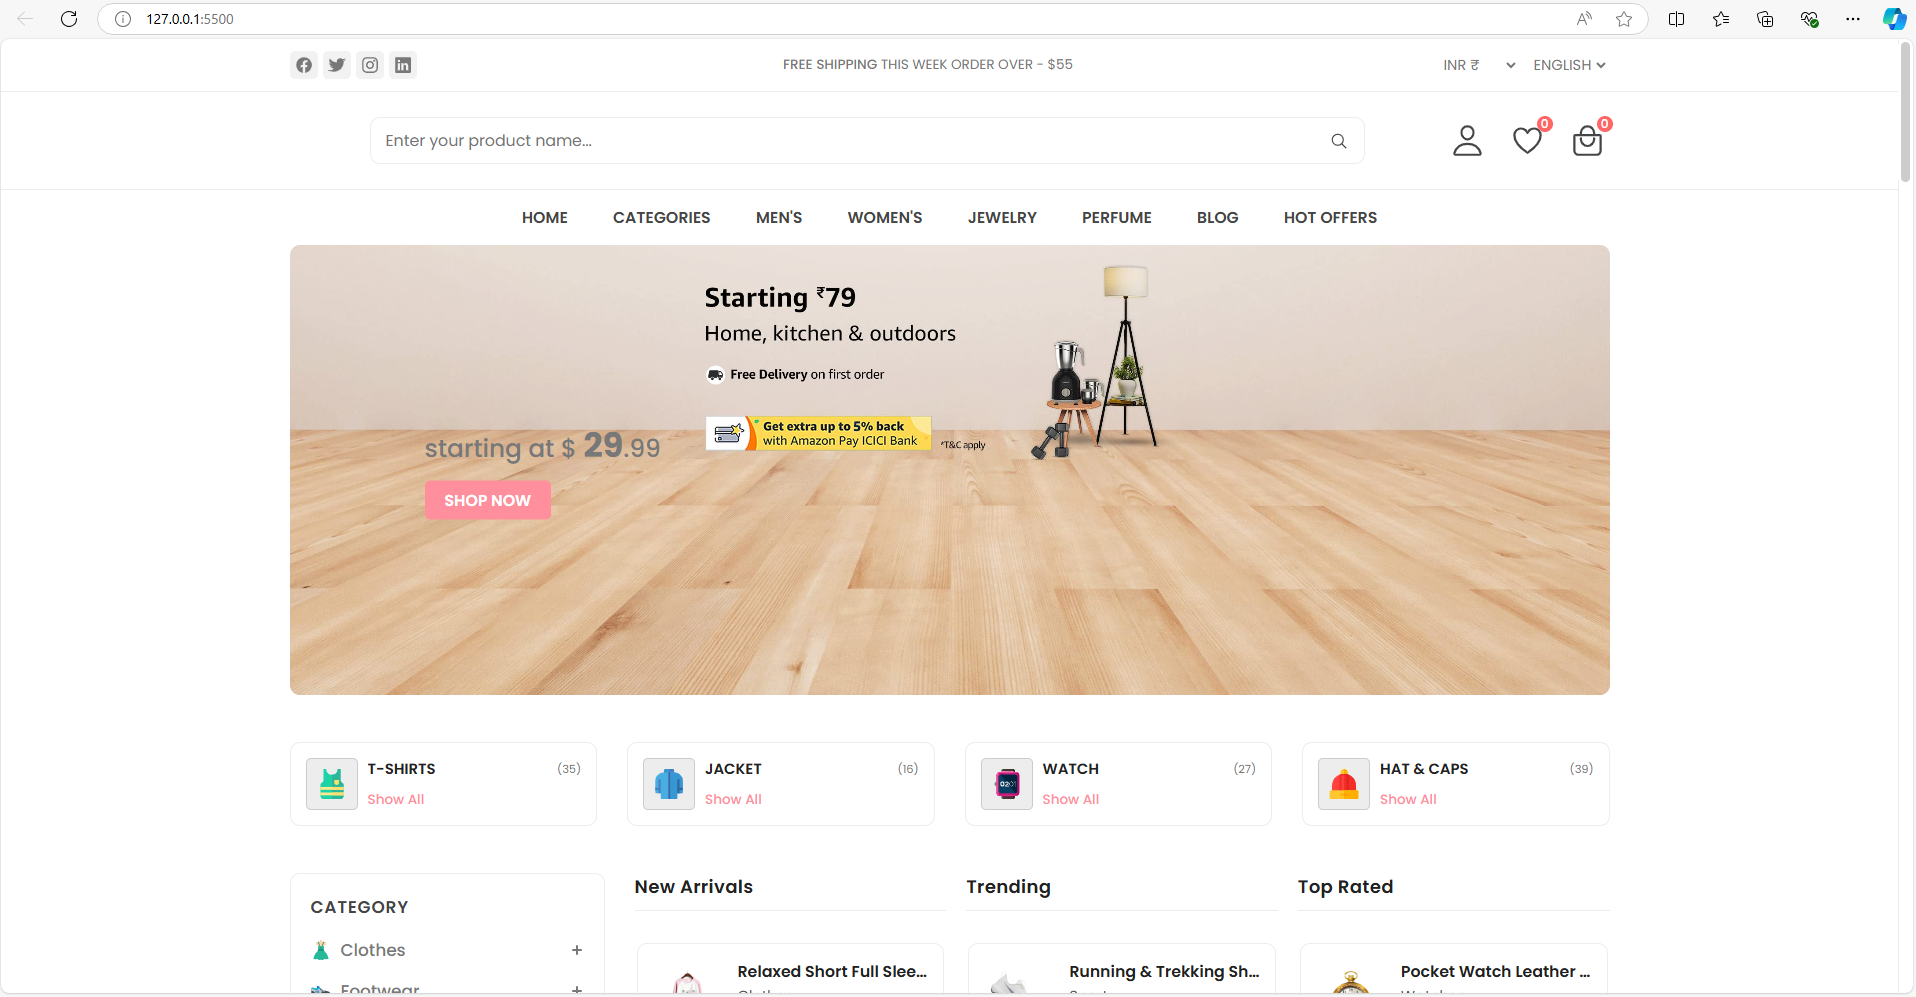 127.0.0.1:5500
FREE SHIPPING THIS WEEK ORDER OVER - $55
INR ₹
ENGLISH
Enter your product name...
0
0
HOME CATEGORIES MEN'S WOMEN'S JEWELRY PERFUME BLOG HOT OFFERS
Starting ₹79
Home, kitchen & outdoors
Free Delivery on first order
Get extra up to 5% back
with Amazon Pay ICICI Bank
*T&C apply
starting at $ 29.99
SHOP NOW
T-SHIRTS (35)
Show All
JACKET (16)
Show All
WATCH (27)
Show All
HAT & CAPS (39)
Show All
CATEGORY
Clothes +
Footwear +
New Arrivals
Relaxed Short Full Slee...
Trending
Running & Trekking Sh...
Top Rated
Pocket Watch Leather ...